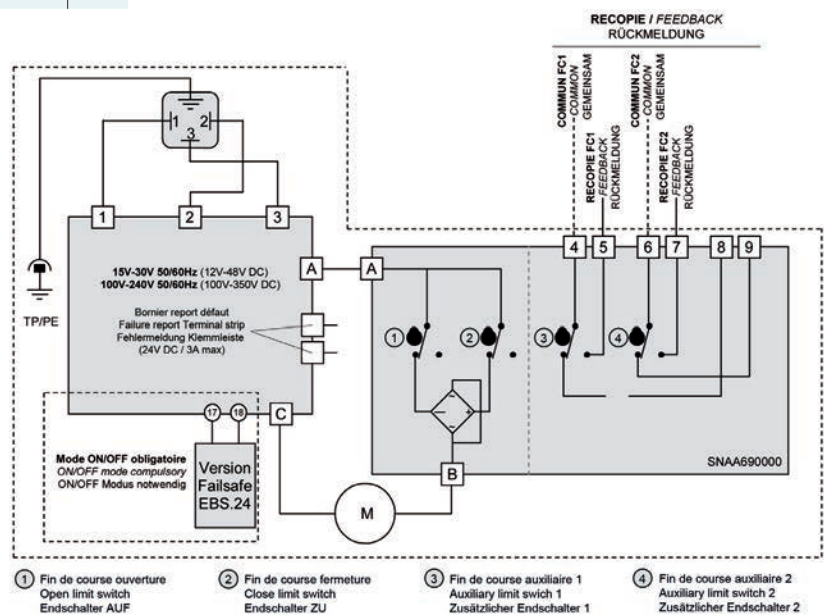 RECOPIE / FEEDBACK
RÜCKMELDUNG
COMMUN FC1
COMMON
GEMEINSAM
RECOPIE FC1
FEEDBACK
RÜCKMELDUNG
COMMUN FC2
COMMON
GEMEINSAM
RECOPIE FC2
FEEDBACK
RÜCKMELDUNG
1 2
3
1 2 3
4 5 6 7 8 9
15V-30V 50/60Hz (12V-48V DC)
100V-240V 50/60Hz (100V-350V DC)
A A
TP/PE
Bornier report défaut
Failure report Terminal strip
Fehlermeldung Klemmleiste
(24V DC / 3A max)
1 2 3 4
- +
C
17 18
B
SNAA690000
Mode ON/OFF obligatoire
ON/OFF mode compulsory
ON/OFF Modus notwendig
Version
Failsafe
EBS.24
M
1 Fin de course ouverture
Open limit switch
Endschalter AUF
2 Fin de course fermeture
Close limit switch
Endschalter ZU
3 Fin de course auxiliaire 1
Auxiliary limit swich 1
Zusätzlicher Endschalter 1
4 Fin de course auxiliaire 2
Auxiliary limit switch 2
Zusätzlicher Endschalter 2